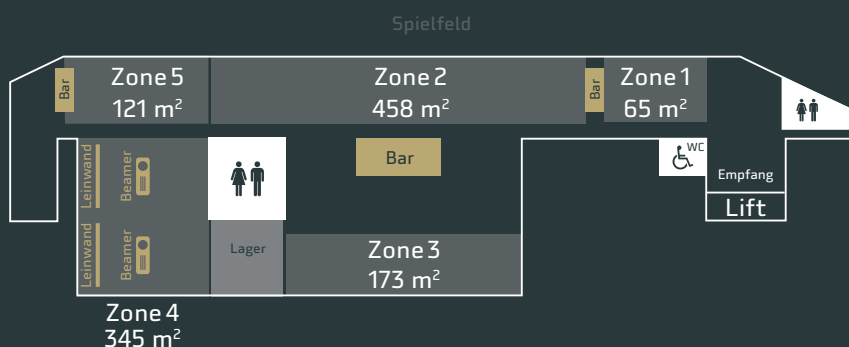 Spielfeld
Bar
Zone 5
121 m²
Zone 2
458 m²
Bar
Zone 1
65 m²
Leinwand
Beamer
Bar
WC
Empfang
Lift
Leinwand
Beamer
Lager
Zone 3
173 m²
Zone 4
345 m²